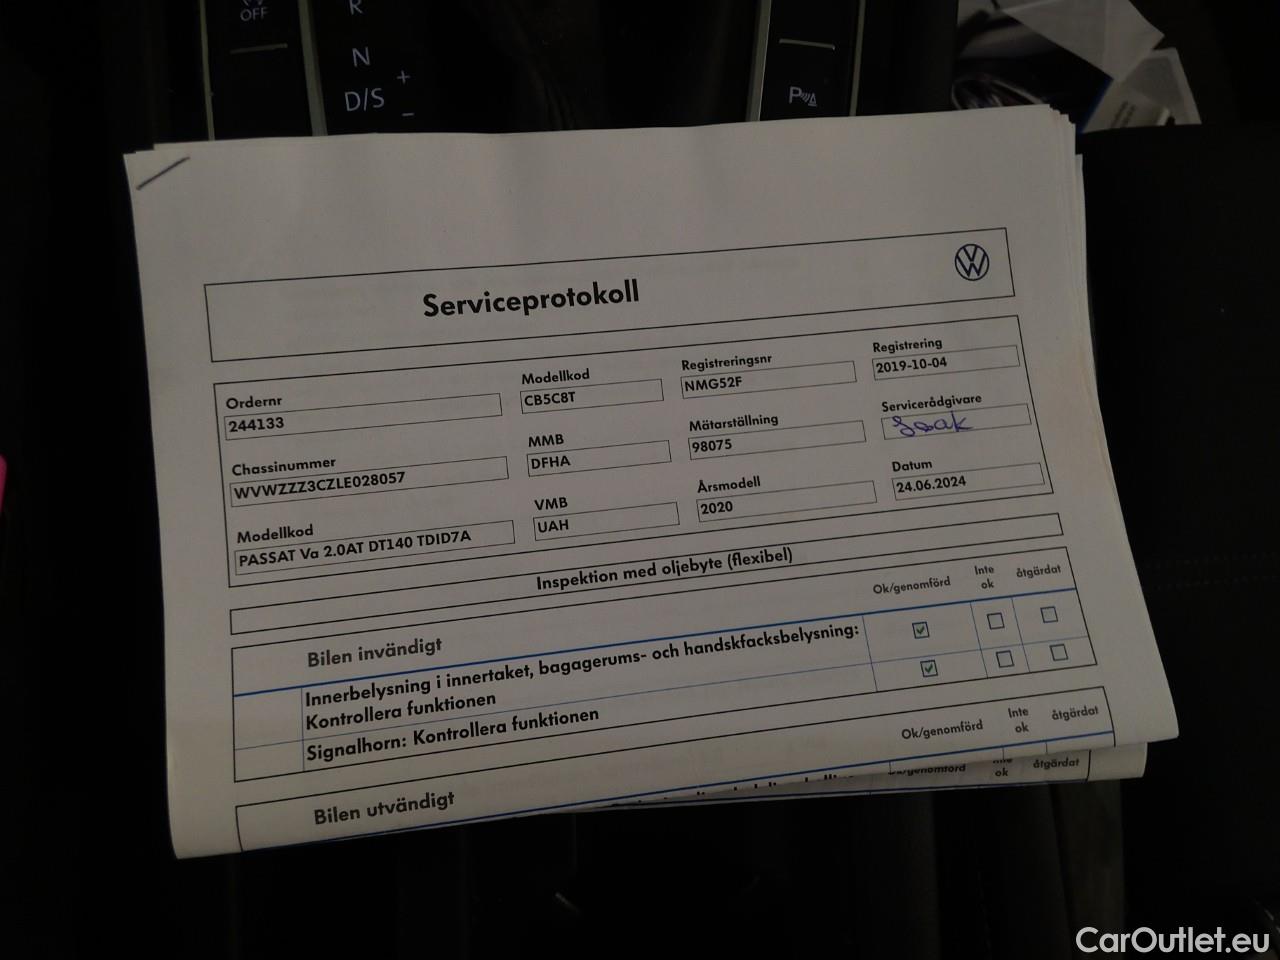 OFF
R
N
D/S
+
-
P
Serviceprotokoll
Ordernr
244133
Modellkod
CB5C8T
Registreringsnr
NMG52F
Registrering
2019-10-04
Chassinummer
WVWZZZ3CZLE028057
MMB
DFHA
Mätarställning
98075
Servicerådgivare
Modellkod
PASSAT Va 2.0AT DT140 TDID7A
VMB
UAH
Årsmodell
2020
Datum
24.06.2024
Inspektion med oljebyte (flexibel)
Bilen invändigt
Ok/genomförd
Inte
ok
åtgärdat
Innerbelysning i innertaket, bagagerums- och handskfacksbelysning:
Kontrollera funktionen
Signalhorn: Kontrollera funktionen
Bilen utvändigt
Ok/genomförd
Inte
ok
åtgärdat
ok
åtgärdat
CarOutlet.eu